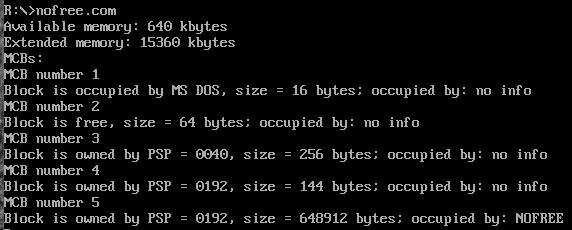 R:\>nofree.com
Available memory: 640 kbytes
Extended memory: 15360 kbytes
MCBs:
MCB number 1
Block is occupied by MS DOS, size = 16 bytes; occupied by: no info
MCB number 2
Block is free, size = 64 bytes; occupied by: no info
MCB number 3
Block is owned by PSP = 0040, size = 256 bytes; occupied by: no info
MCB number 4
Block is owned by PSP = 0192, size = 144 bytes; occupied by: no info
MCB number 5
Block is owned by PSP = 0192, size = 648912 bytes; occupied by: NOFREE